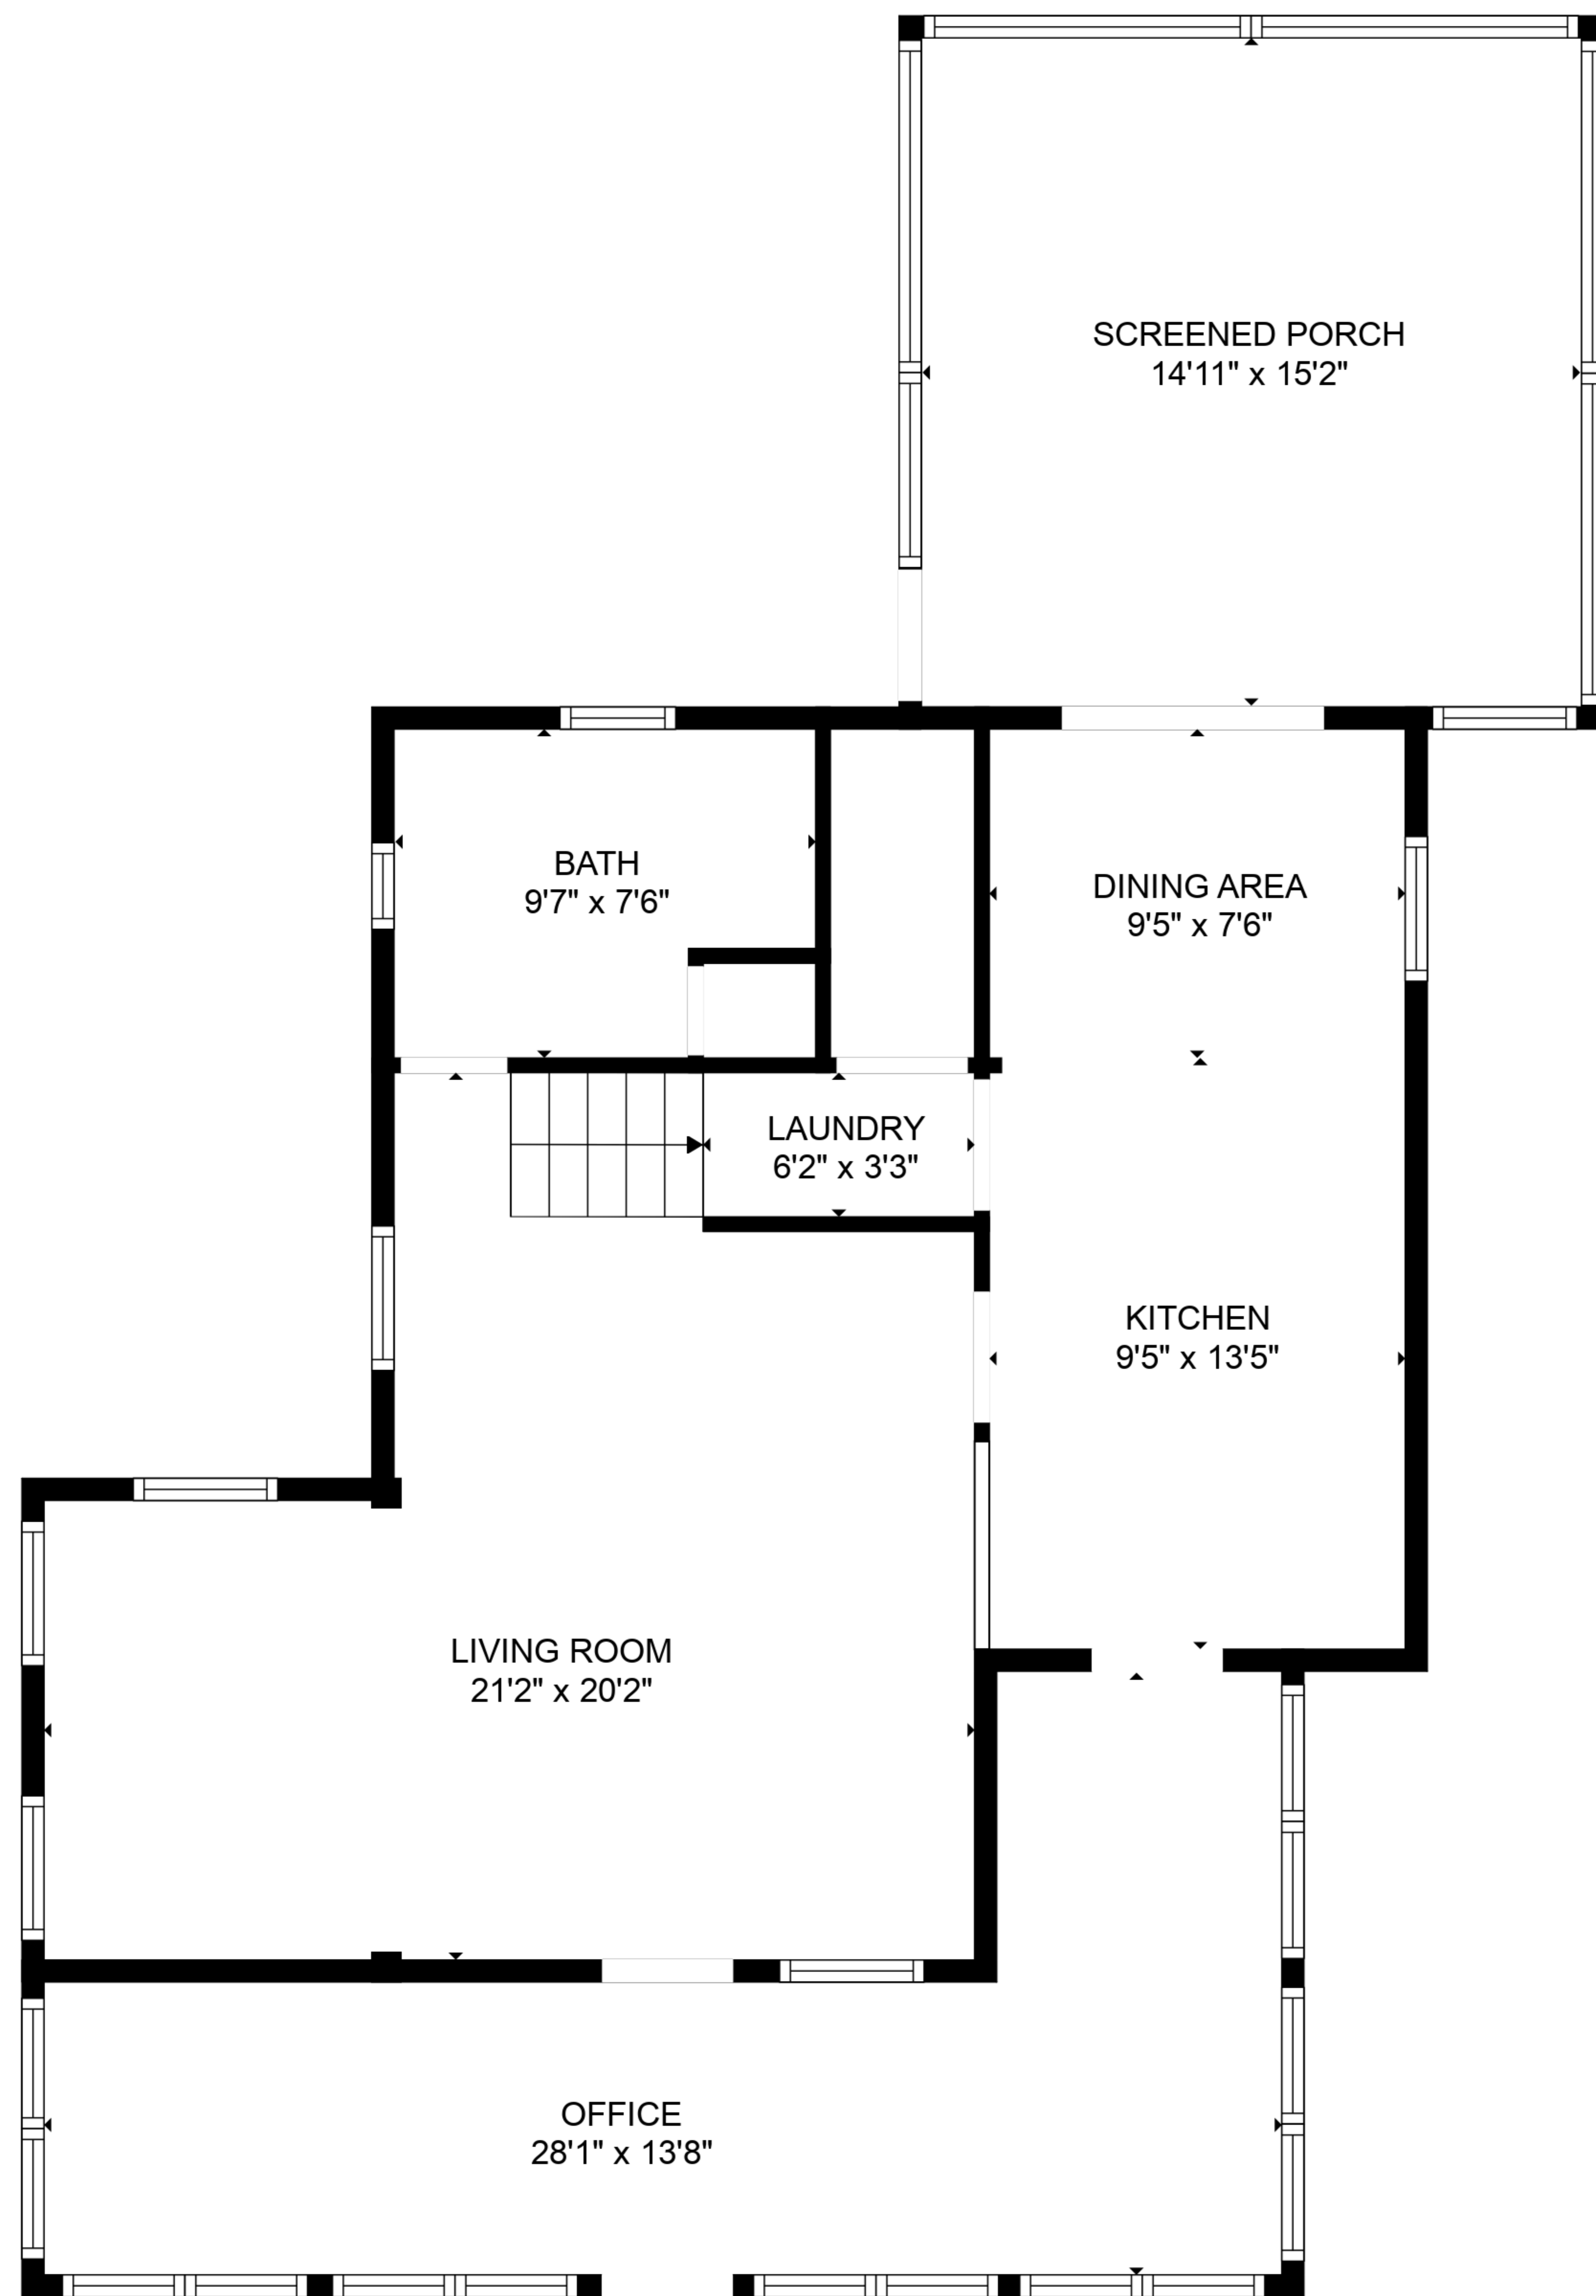 SCREENED PORCH
14'11" x 15'2"
BATH
9'7" x 7'6"
DINING AREA
9'5" x 7'6"
LAUNDRY
6'2" x 3'3"
KITCHEN
9'5" x 13'5"
LIVING ROOM
21'2" x 20'2"
OFFICE
28'1" x 13'8"